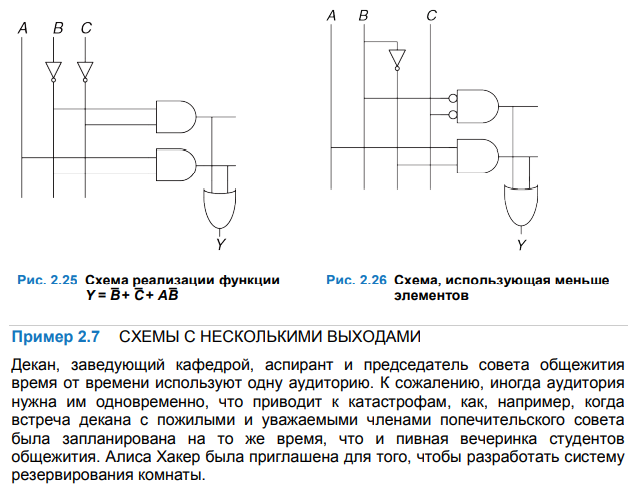 A B C
Y
Рис. 2.25 Схема реализации функции
Y = B̅ + C̅ + AB̅
A B C
Y
Рис. 2.26 Схема, использующая меньше
элементов
Пример 2.7 СХЕМЫ С НЕСКОЛЬКИМИ ВЫХОДАМИ
Декан, заведующий кафедрой, аспирант и председатель совета общежития
время от времени используют одну аудиторию. К сожалению, иногда аудитория
нужна им одновременно, что приводит к катастрофам, как, например, когда
встреча декана с пожилыми и уважаемыми членами попечительского совета
была запланирована на то же время, что и пивная вечеринка студентов
общежития. Алиса Хакер была приглашена для того, чтобы разработать систему
резервирования комнаты.